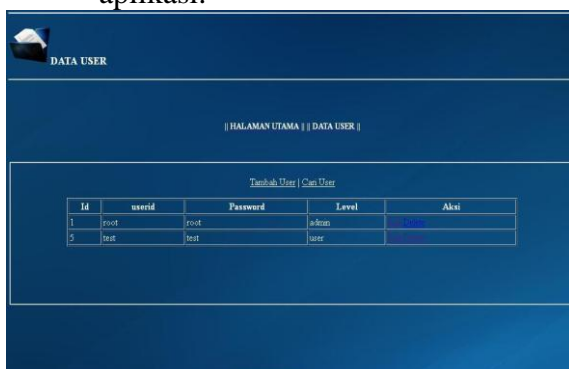 aplikasi.
DATA USER
|| HALAMAN UTAMA || || DATA USER ||
Tambah User | Cari User
Id userid Password Level Aksi
1 root root admin
5 test test user